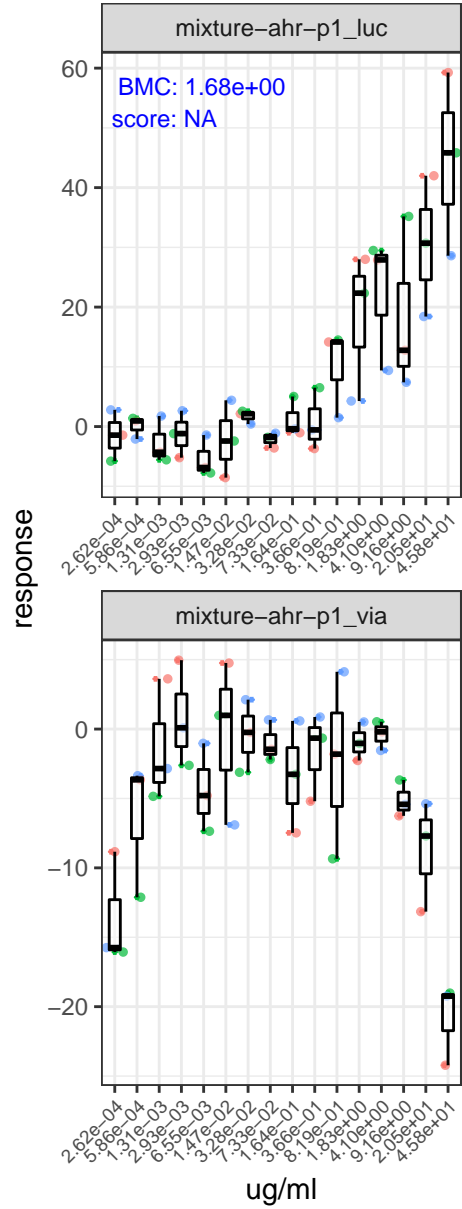 mixture−ahr−p1_luc
BMC: 1.68e+00
score: NA
60
40
20
0
2.62e−04
5.86e−04
1.31e−03
2.93e−03
6.55e−03
1.47e−02
3.28e−02
7.33e−02
1.64e−01
3.66e−01
8.19e−01
1.83e+00
4.10e+00
9.16e+00
2.05e+01
4.58e+01
response
mixture−ahr−p1_via
0
−10
−20
2.62e−04
5.86e−04
1.31e−03
2.93e−03
6.55e−03
1.47e−02
3.28e−02
7.33e−02
1.64e−01
3.66e−01
8.19e−01
1.83e+00
4.10e+00
9.16e+00
2.05e+01
4.58e+01
ug/ml